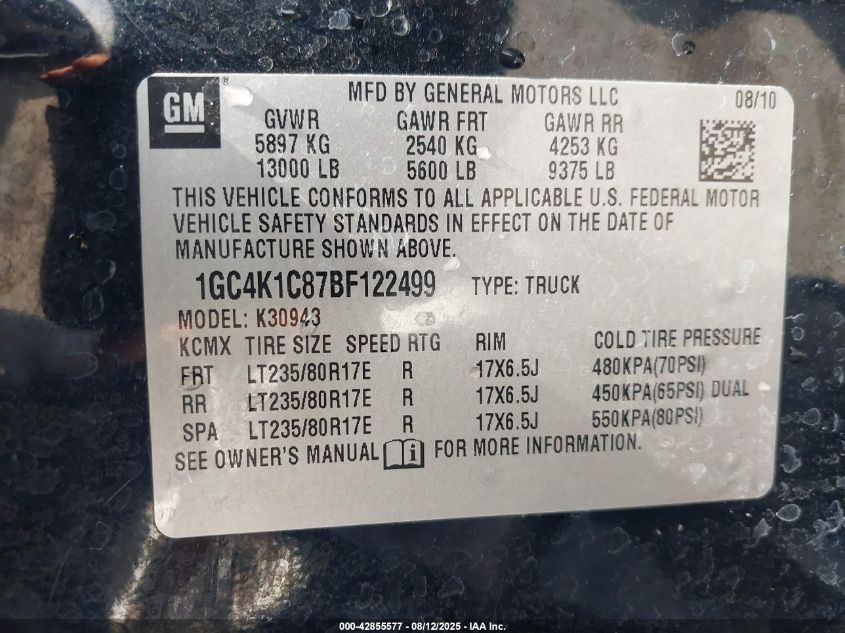 GM
MFD BY GENERAL MOTORS LLC 08/10
GVWR GAWR FRT GAWR RR
5897 KG 2540 KG 4253 KG
13000 LB 5600 LB 9375 LB
THIS VEHICLE CONFORMS TO ALL APPLICABLE U.S. FEDERAL MOTOR
VEHICLE SAFETY STANDARDS IN EFFECT ON THE DATE OF
MANUFACTURE SHOWN ABOVE.
1GC4K1C87BF122499 TYPE: TRUCK
MODEL: K30943
KCMX TIRE SIZE SPEED RTG RIM COLD TIRE PRESSURE
FRT LT235/80R17E R 17X6.5J 480KPA(70PSI)
RR LT235/80R17E R 17X6.5J 450KPA(65PSI) DUAL
SPA LT235/80R17E R 17X6.5J 550KPA(80PSI)
SEE OWNER'S MANUAL i FOR MORE INFORMATION.
000-42855577 - 08/12/2025 - IAA Inc.